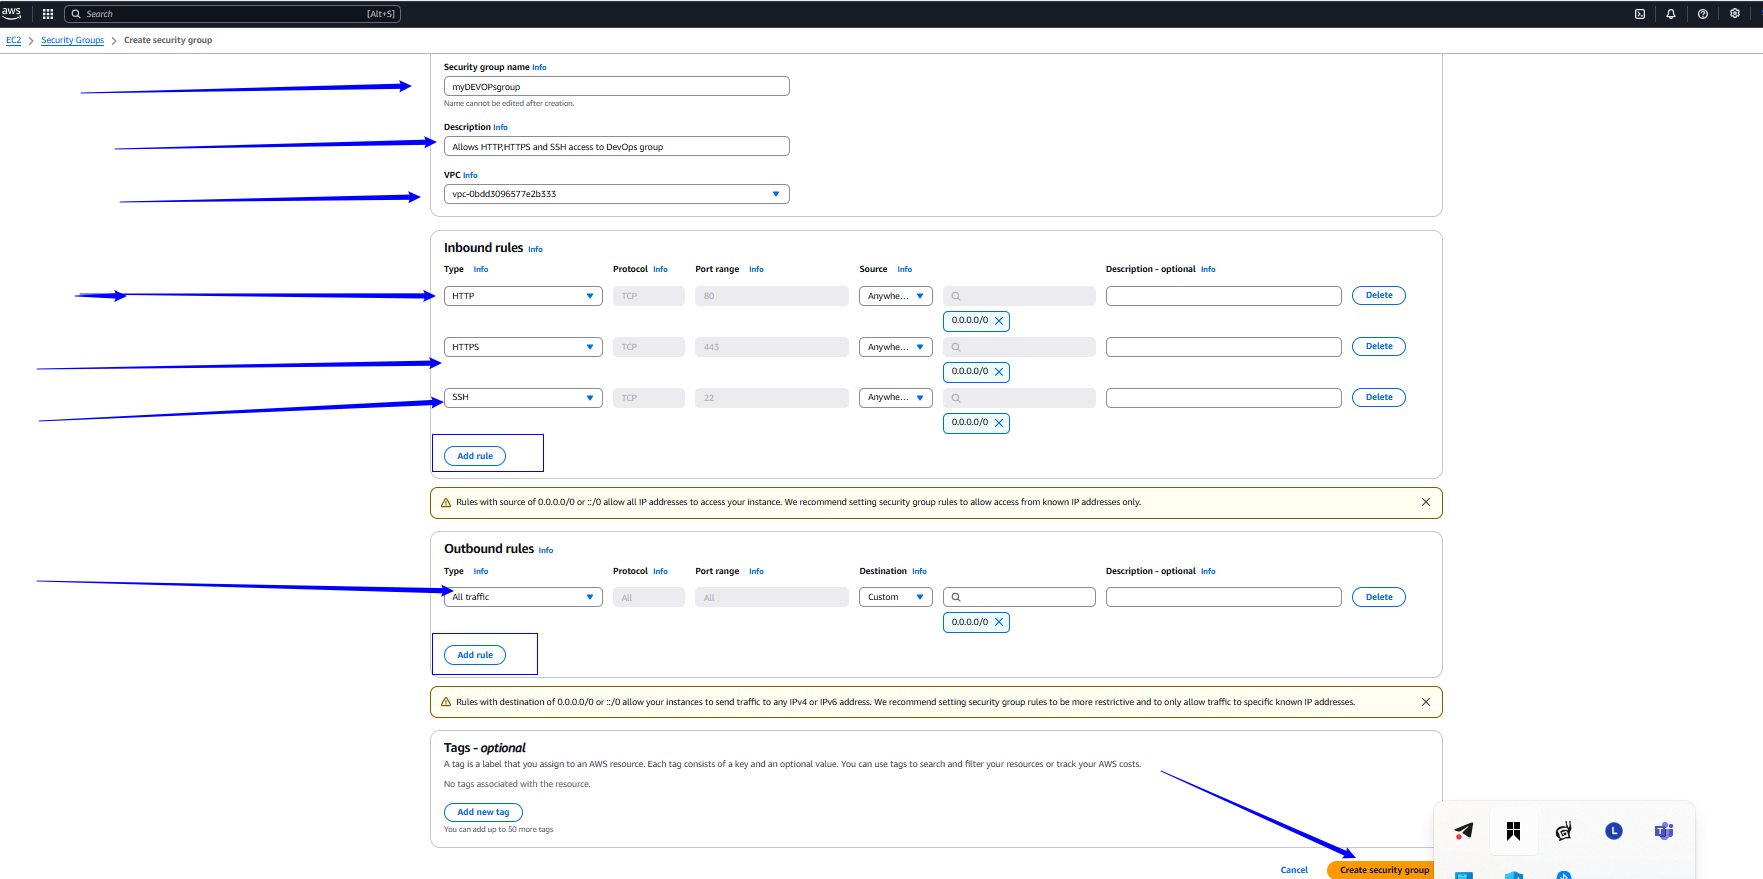 aws
Search [Alt+S]
EC2 > Security Groups > Create security group
Security group name Info
myDEVOPsgroup
Name cannot be edited after creation.
Description Info
Allows HTTP,HTTPS and SSH access to DevOps group
VPC Info
vpc-0bdd3096577e2b333
Inbound rules Info
Type Info Protocol Info Port range Info Source Info Description - optional Info
HTTP TCP 80 Anywhe... Delete
0.0.0.0/0
HTTPS TCP 443 Anywhe... Delete
0.0.0.0/0
SSH TCP 22 Anywhe... Delete
0.0.0.0/0
Add rule
Rules with source of 0.0.0.0/0 or ::/0 allow all IP addresses to access your instance. We recommend setting security group rules to allow access from known IP addresses only.
Outbound rules Info
Type Info Protocol Info Port range Info Destination Info Description - optional Info
All traffic All All Custom Delete
0.0.0.0/0
Add rule
Rules with destination of 0.0.0.0/0 or ::/0 allow your instances to send traffic to any IPv4 or IPv6 address. We recommend setting security group rules to be more restrictive and to only allow traffic to specific known IP addresses.
Tags - optional
A tag is a label that you assign to an AWS resource. Each tag consists of a key and an optional value. You can use tags to search and filter your resources or track your AWS costs.
No tags associated with the resource.
Add new tag
You can add up to 50 more tags
Cancel Create security group
L